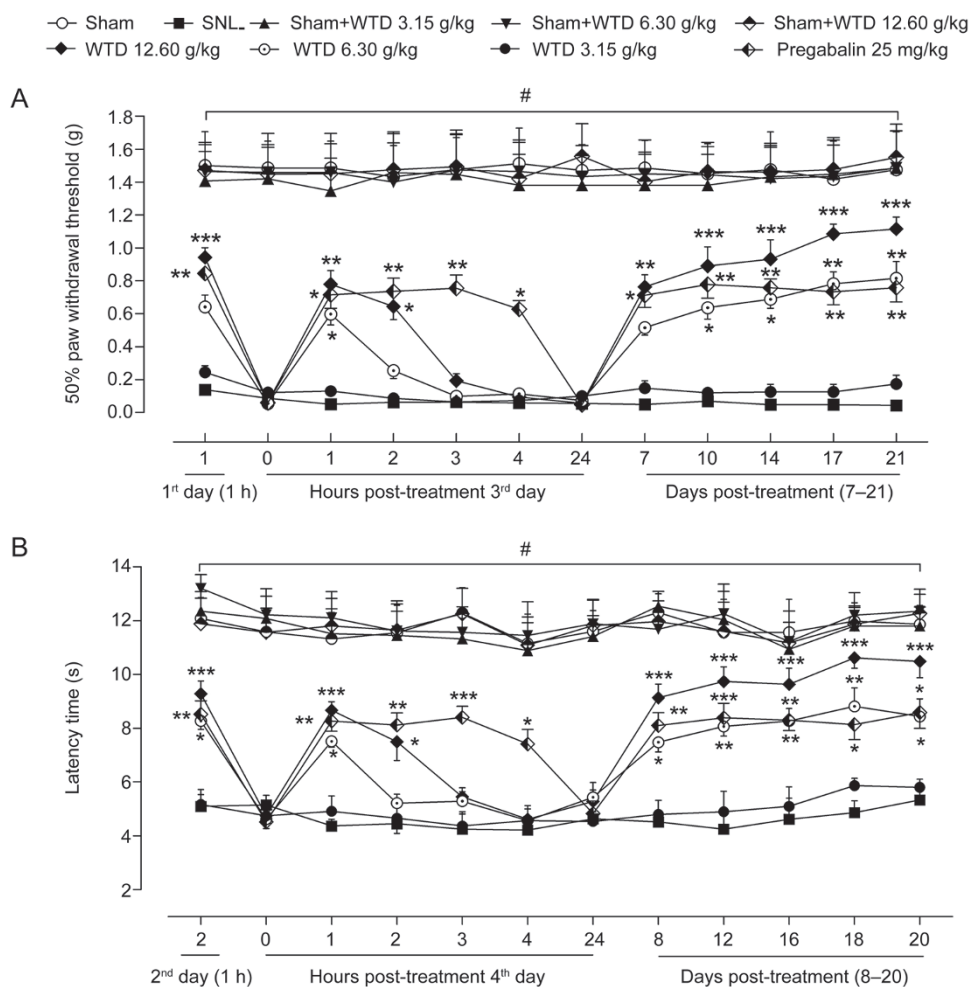 Sham SNL- Sham+WTD 3.15 g/kg Sham+WTD 6.30 g/kg Sham+WTD 12.60 g/kg
WTD 12.60 g/kg WTD 6.30 g/kg WTD 3.15 g/kg Pregabalin 25 mg/kg
A
#
50% paw withdrawal threshold (g)
1.8
1.6
1.4
1.2
1.0
0.8
0.6
0.4
0.2
0.0
*** ** ** ** ** * * * * ** * *** ** * *** ** * *** ** ** *** ** **
1 0 1 2 3 4 24 7 10 14 17 21
1rt day (1 h) Hours post-treatment 3rd day Days post-treatment (7–21)
B
#
Latency time (s)
14
12
10
8
6
4
2
*** ** * *** ** * ** * *** * *** ** * *** *** ** *** ** ** *** ** * *** * *
2 0 1 2 3 4 24 8 12 16 18 20
2nd day (1 h) Hours post-treatment 4th day Days post-treatment (8–20)